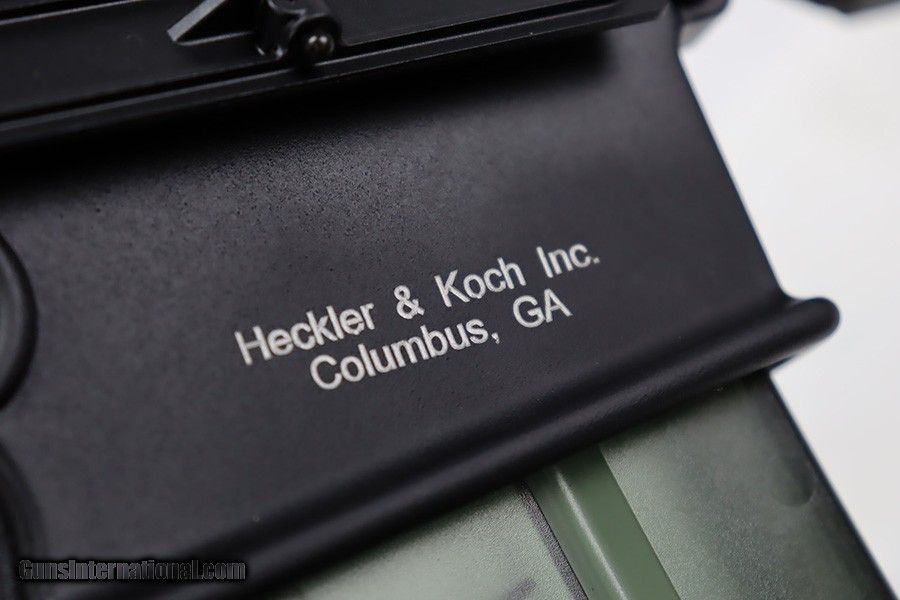 Heckler & Koch Inc.
Columbus, GA
GunsInternational.com